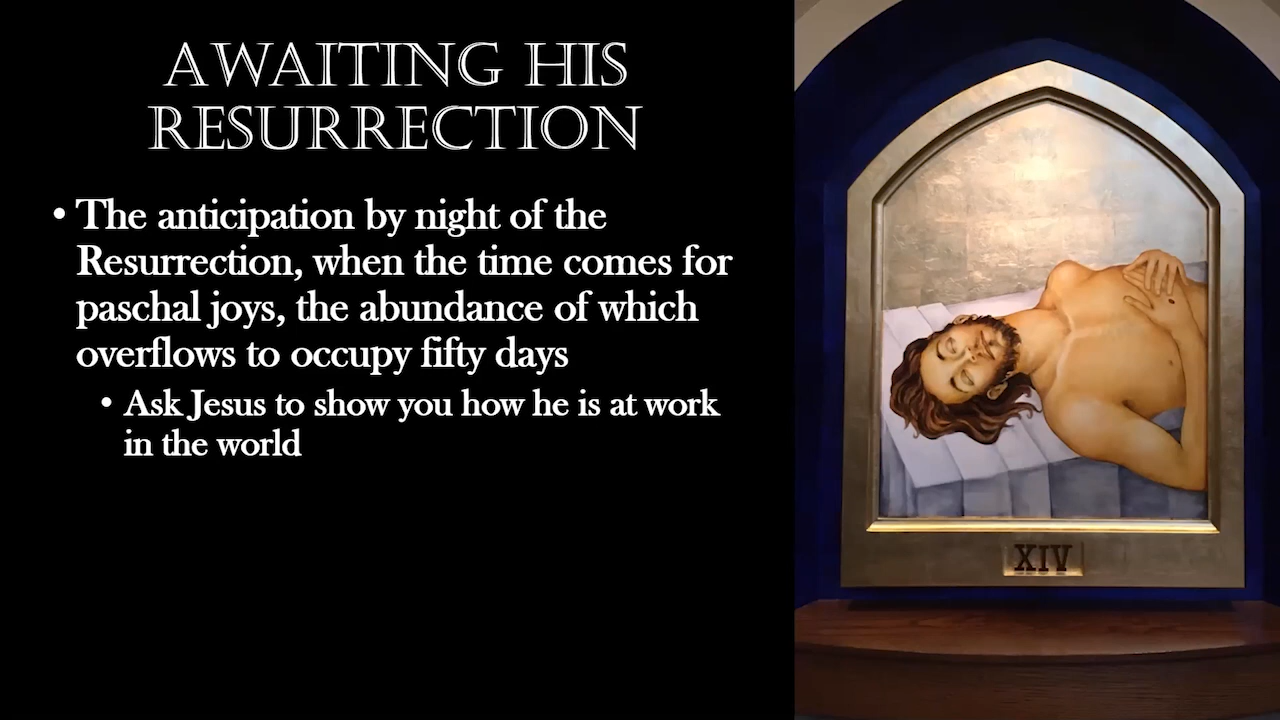 AWAITING HIS
RESURRECTION
• The anticipation by night of the
Resurrection, when the time comes for
paschal joys, the abundance of which
overflows to occupy fifty days
• Ask Jesus to show you how he is at work
in the world
XIV